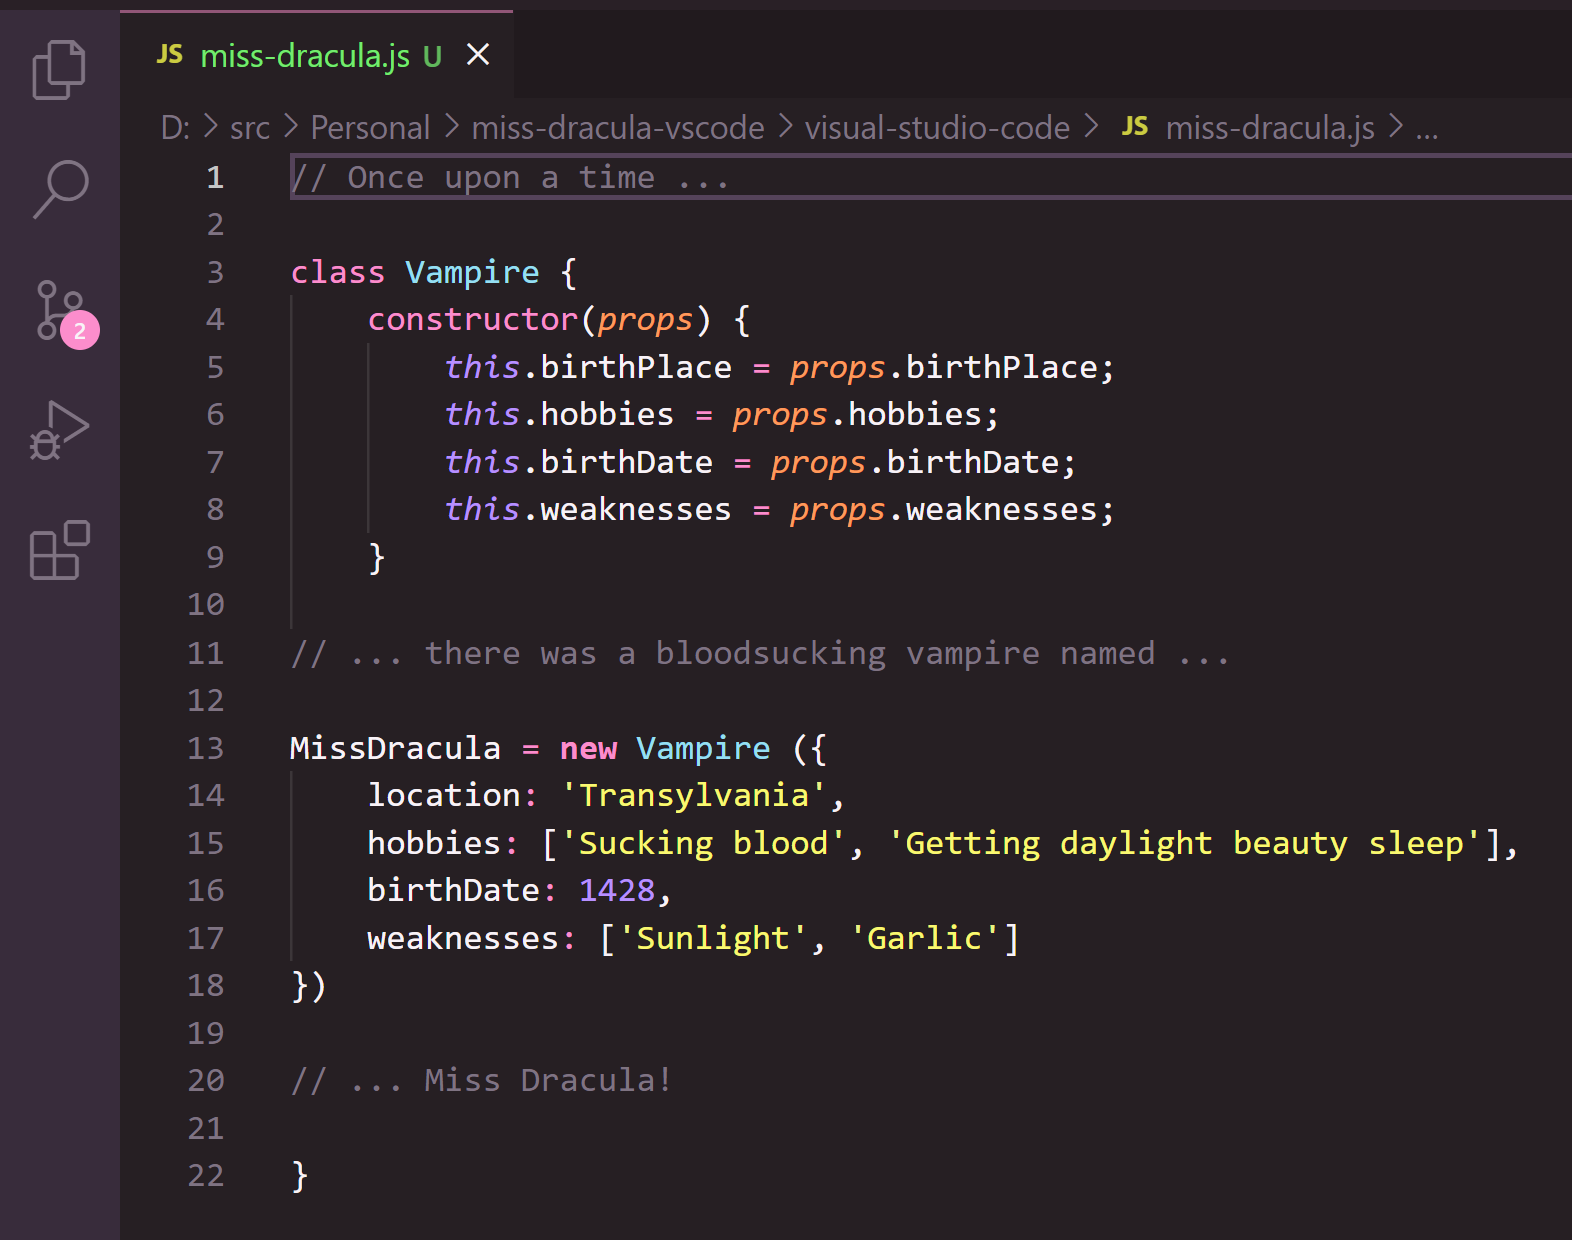 JS miss-dracula.js U
D: > src > Personal > miss-dracula-vscode > visual-studio-code > JS miss-dracula.js > ...
2
1 // Once upon a time ...
2
3 class Vampire {
4     constructor(props) {
5         this.birthPlace = props.birthPlace;
6         this.hobbies = props.hobbies;
7         this.birthDate = props.birthDate;
8         this.weaknesses = props.weaknesses;
9     }
10
11 // ... there was a bloodsucking vampire named ...
12
13 MissDracula = new Vampire ({
14     location: 'Transylvania',
15     hobbies: ['Sucking blood', 'Getting daylight beauty sleep'],
16     birthDate: 1428,
17     weaknesses: ['Sunlight', 'Garlic']
18 })
19
20 // ... Miss Dracula!
21
22 }